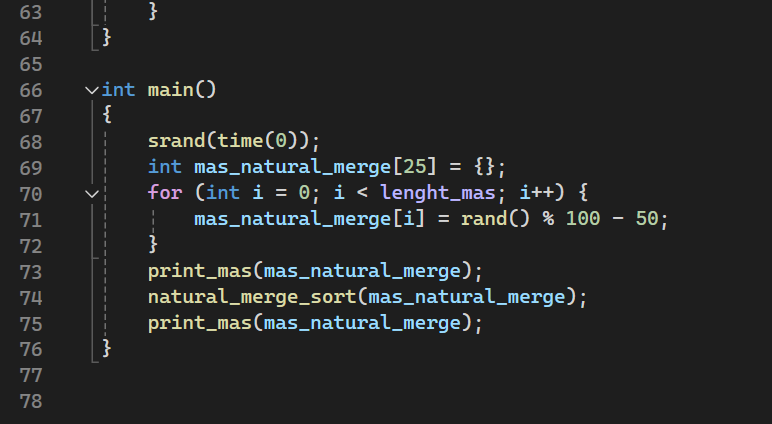 63 }
64 }
65
66 int main()
67 {
68 srand(time(0));
69 int mas_natural_merge[25] = {};
70 for (int i = 0; i < lenght_mas; i++) {
71 mas_natural_merge[i] = rand() % 100 - 50;
72 }
73 print_mas(mas_natural_merge);
74 natural_merge_sort(mas_natural_merge);
75 print_mas(mas_natural_merge);
76 }
77
78